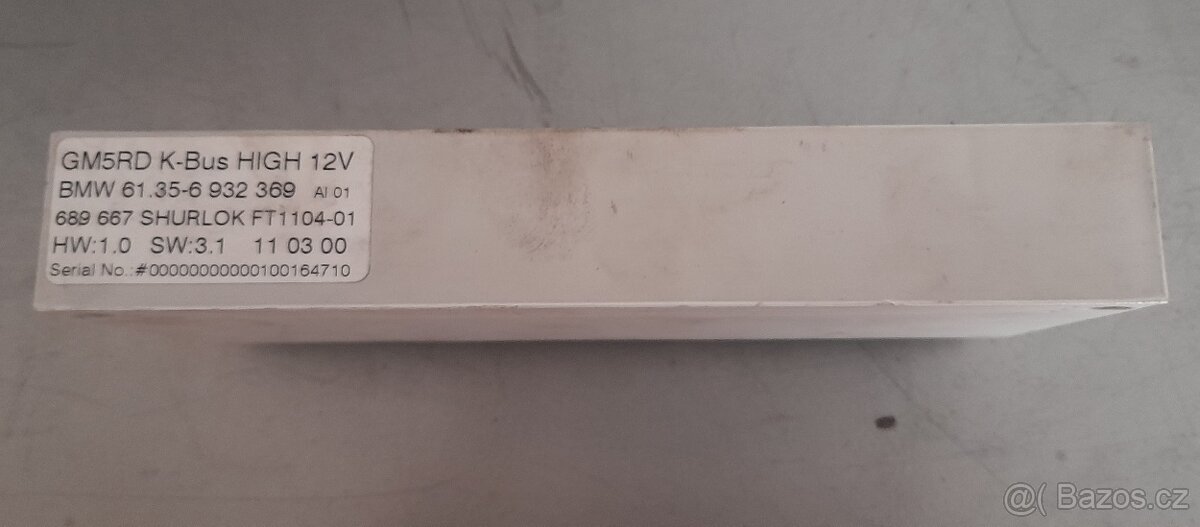 GM5RD K-Bus HIGH 12V
BMW 61.35-6 932 369 AI 01
689 667 SHURLOK FT1104-01
HW:1.0 SW:3.1 11 03 00
Serial No.:#00000000000100164710
@( Bazos.cz